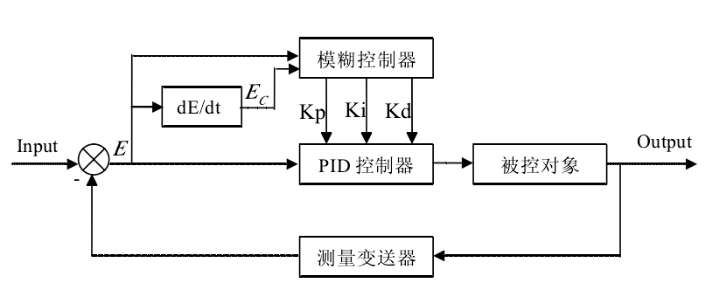 模糊控制器
dE/dt
E_C
Kp
Ki
Kd
Input
E
PID 控制器
被控对象
Output
-
测量变送器